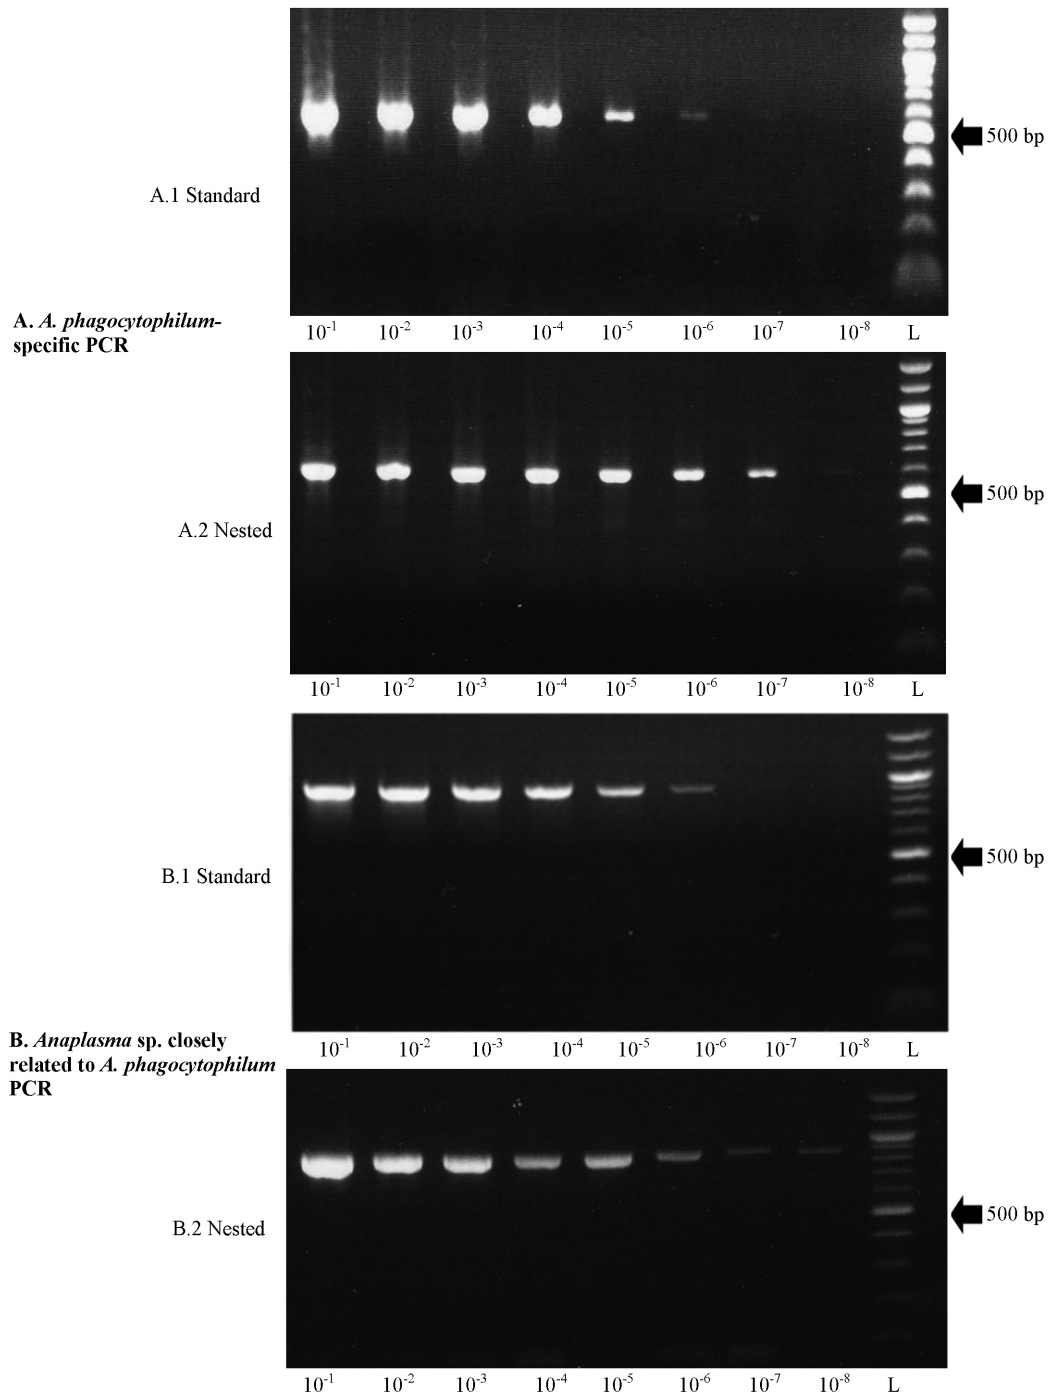 500 bp
A.1 Standard
A. A. phagocytophilum-
specific PCR
10⁻¹ 10⁻² 10⁻³ 10⁻⁴ 10⁻⁵ 10⁻⁶ 10⁻⁷ 10⁻⁸ L
500 bp
A.2 Nested
10⁻¹ 10⁻² 10⁻³ 10⁻⁴ 10⁻⁵ 10⁻⁶ 10⁻⁷ 10⁻⁸ L
500 bp
B.1 Standard
B. Anaplasma sp. closely
related to A. phagocytophilum
PCR
10⁻¹ 10⁻² 10⁻³ 10⁻⁴ 10⁻⁵ 10⁻⁶ 10⁻⁷ 10⁻⁸ L
500 bp
B.2 Nested
10⁻¹ 10⁻² 10⁻³ 10⁻⁴ 10⁻⁵ 10⁻⁶ 10⁻⁷ 10⁻⁸ L